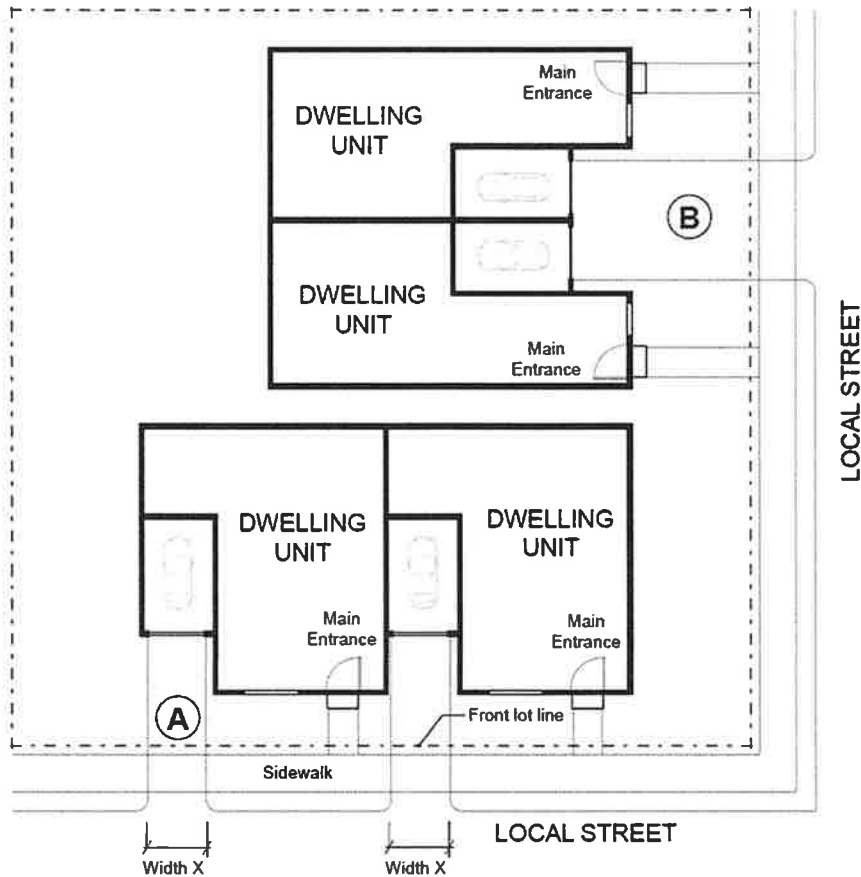 Main
Entrance
DWELLING
UNIT
B
DWELLING
UNIT
Main
Entrance
LOCAL STREET
DWELLING
UNIT
DWELLING
UNIT
Main
Entrance
Main
Entrance
A
Front lot line
Sidewalk
LOCAL STREET
Width X
Width X